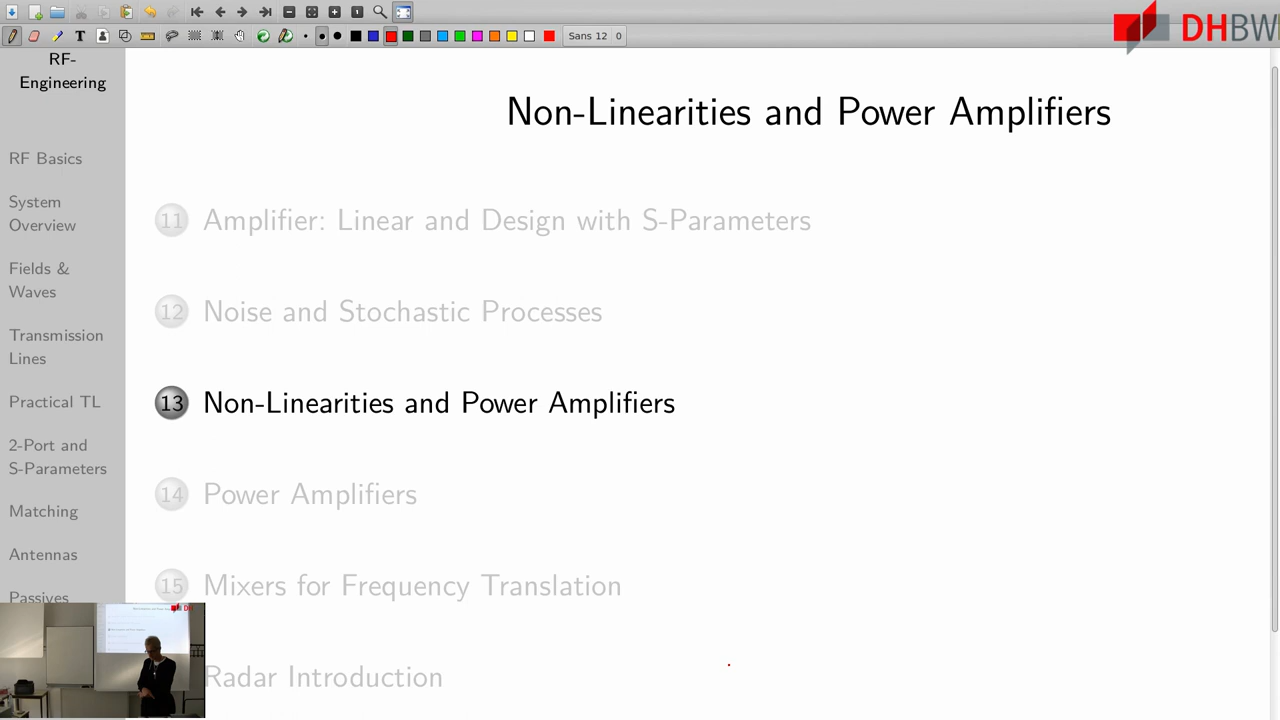 Sans 12 0
DHBW
RF-
Engineering
RF Basics
System
Overview
Fields &
Waves
Transmission
Lines
Practical TL
2-Port and
S-Parameters
Matching
Antennas
Passives
Non-Linearities and Power Amplifiers
11 Amplifier: Linear and Design with S-Parameters
12 Noise and Stochastic Processes
13 Non-Linearities and Power Amplifiers
14 Power Amplifiers
15 Mixers for Frequency Translation
Radar Introduction